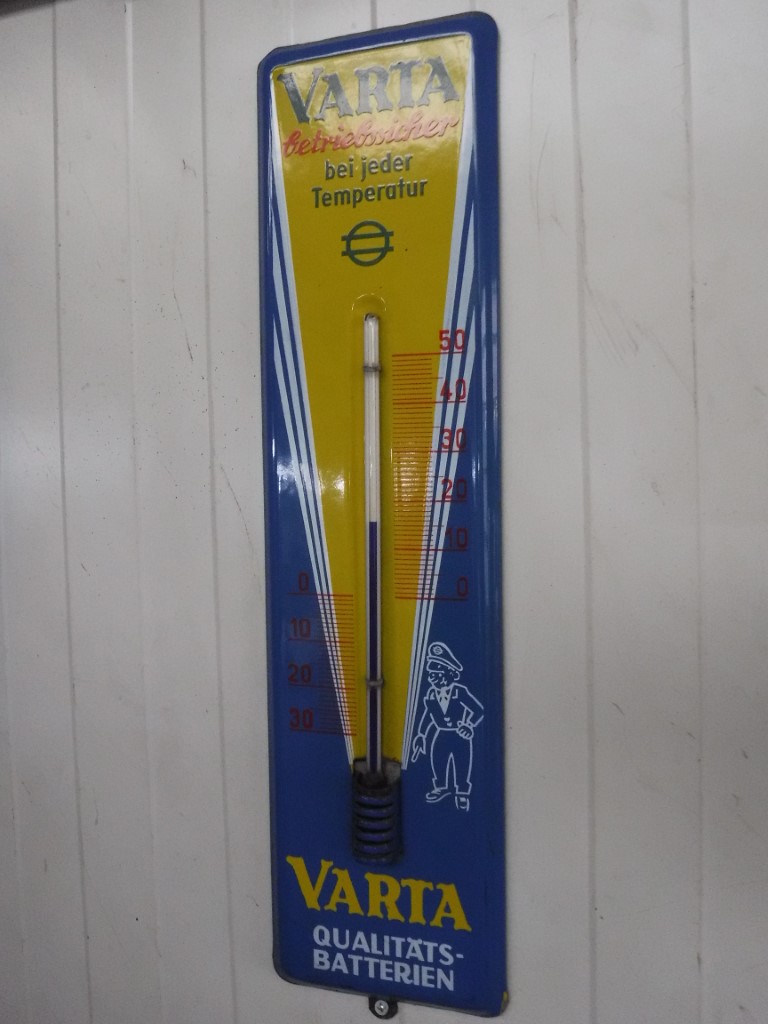 VARTA
betriebssicher
bei jeder
Temperatur
50
40
30
20
10
0
0
10
20
30
VARTA
QUALITÄTS-
BATTERIEN